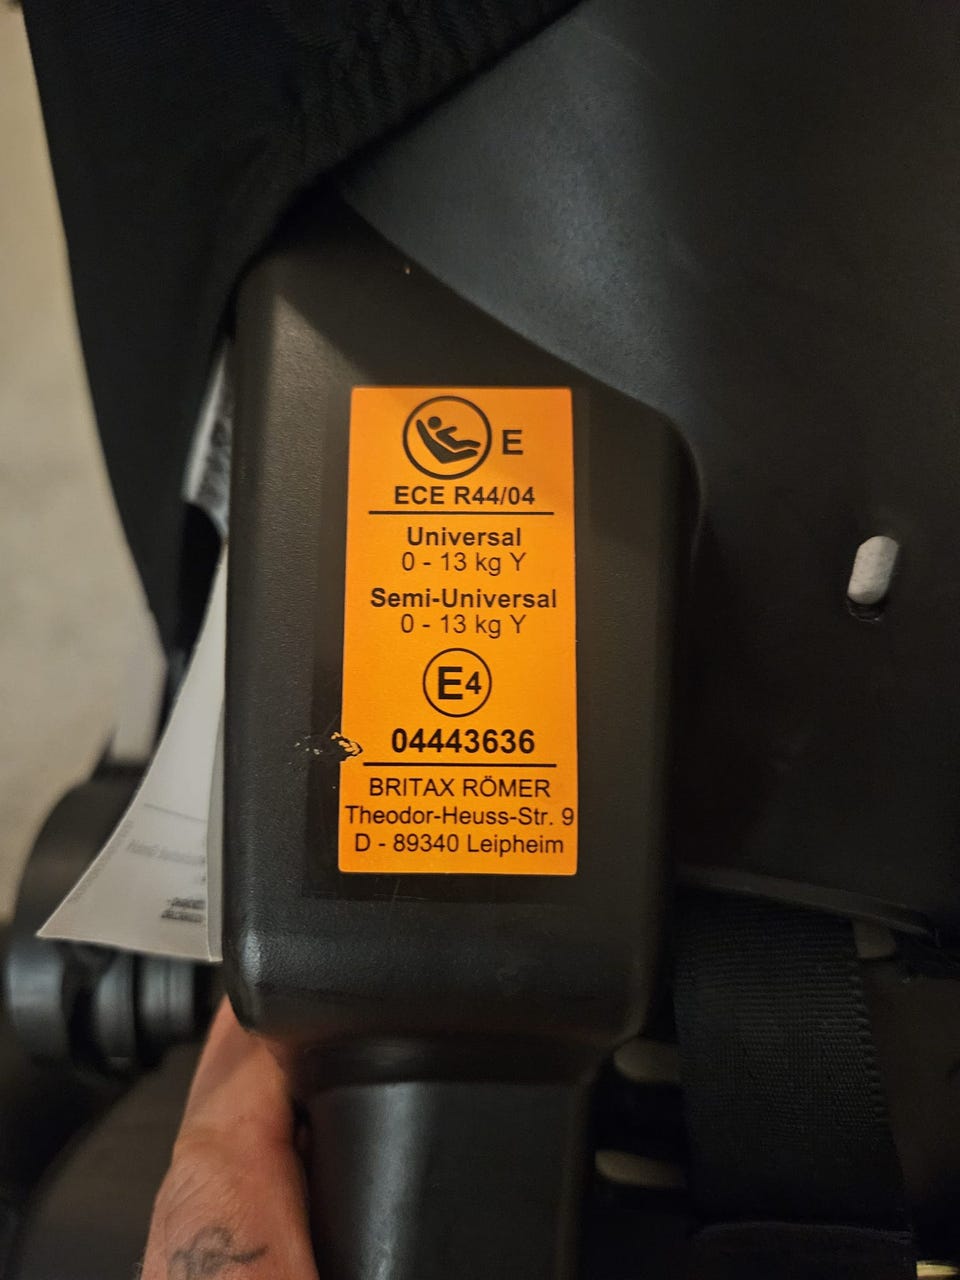 E
ECE R44/04
Universal
0 - 13 kg Y
Semi-Universal
0 - 13 kg Y
E4
04443636
BRITAX RÖMER
Theodor-Heuss-Str. 9
D - 89340 Leipheim